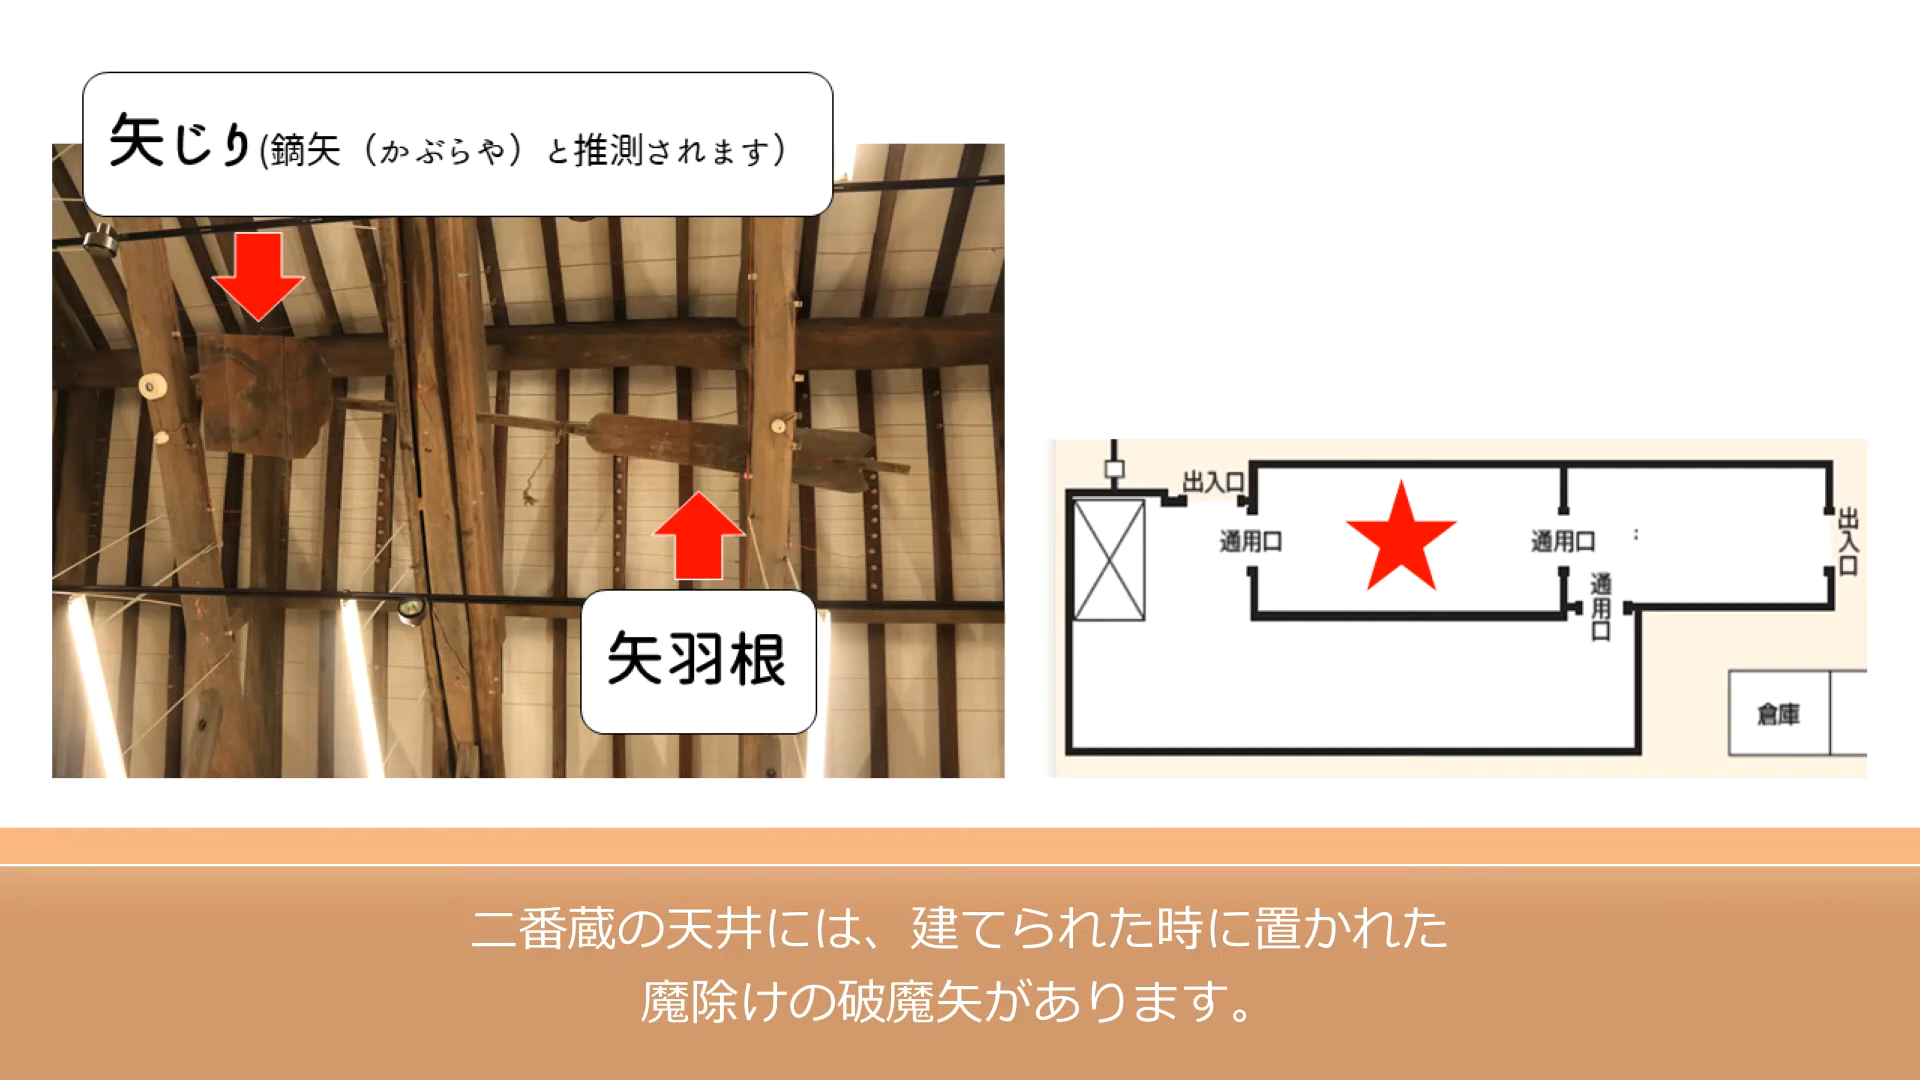 矢じり(鏑矢（かぶらや）と推測されます）
矢羽根
出入口
通用口
通用口
通用口
出入口
倉庫
二番蔵の天井には、建てられた時に置かれた
魔除けの破魔矢があります。